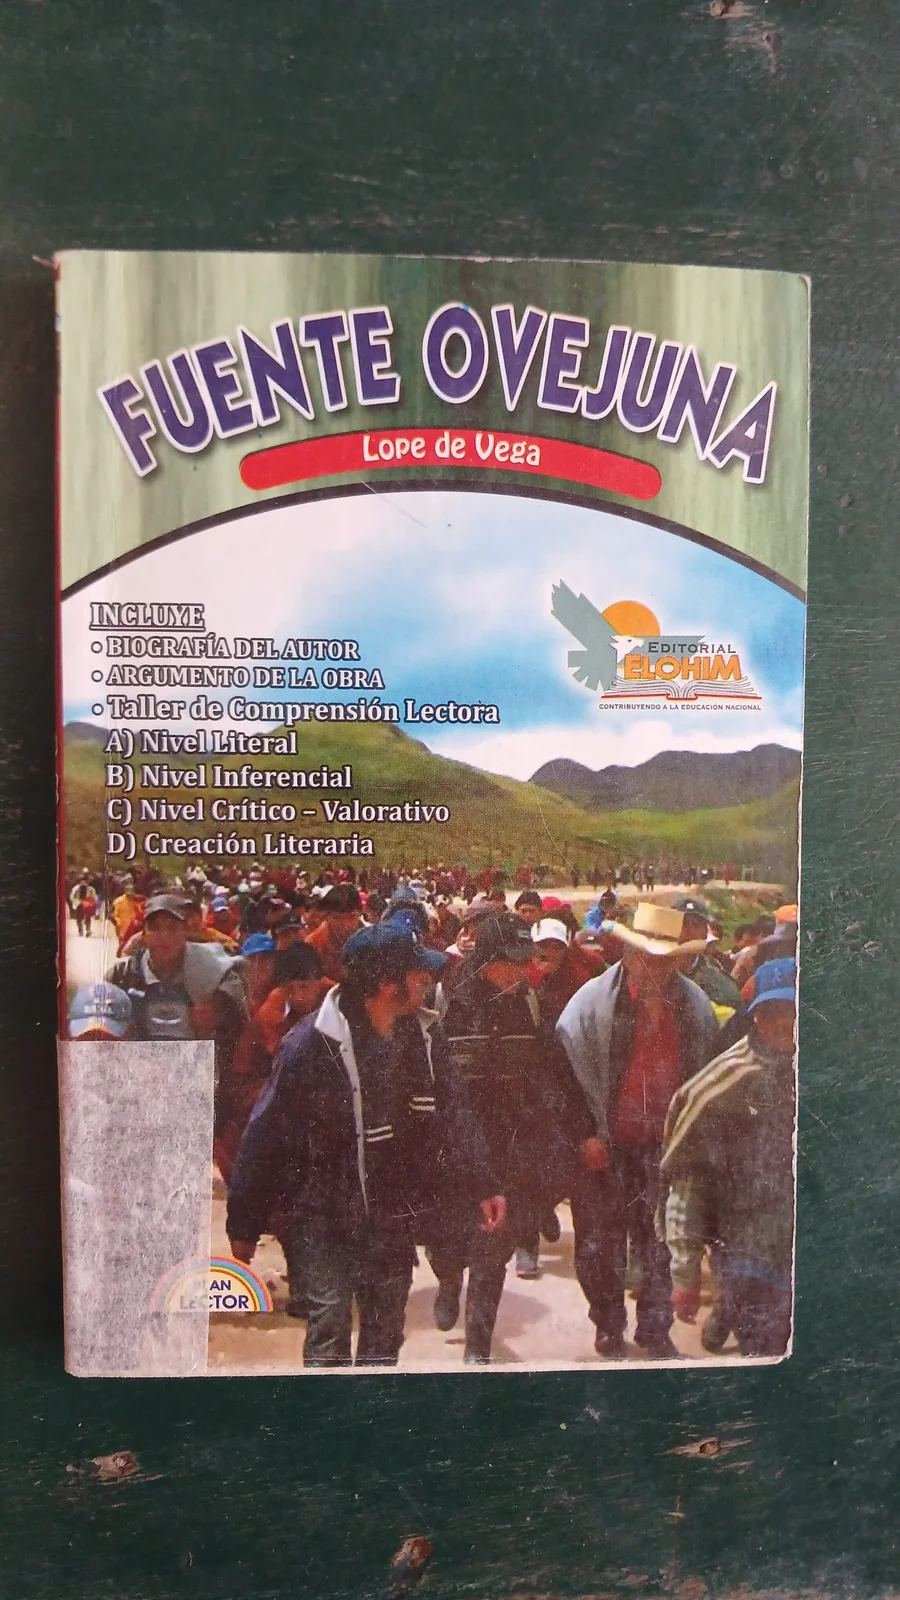 FUENTE OVEJUNA
Lope de Vega
INCLUYE
• BIOGRAFÍA DEL AUTOR
• ARGUMENTO DE LA OBRA
• Taller de Comprensión Lectora
A) Nivel Literal
B) Nivel Inferencial
C) Nivel Crítico – Valorativo
D) Creación Literaria
EDITORIAL
ELOHIM
CONTRIBUYENDO A LA EDUCACIÓN NACIONAL
PLAN
LECTOR